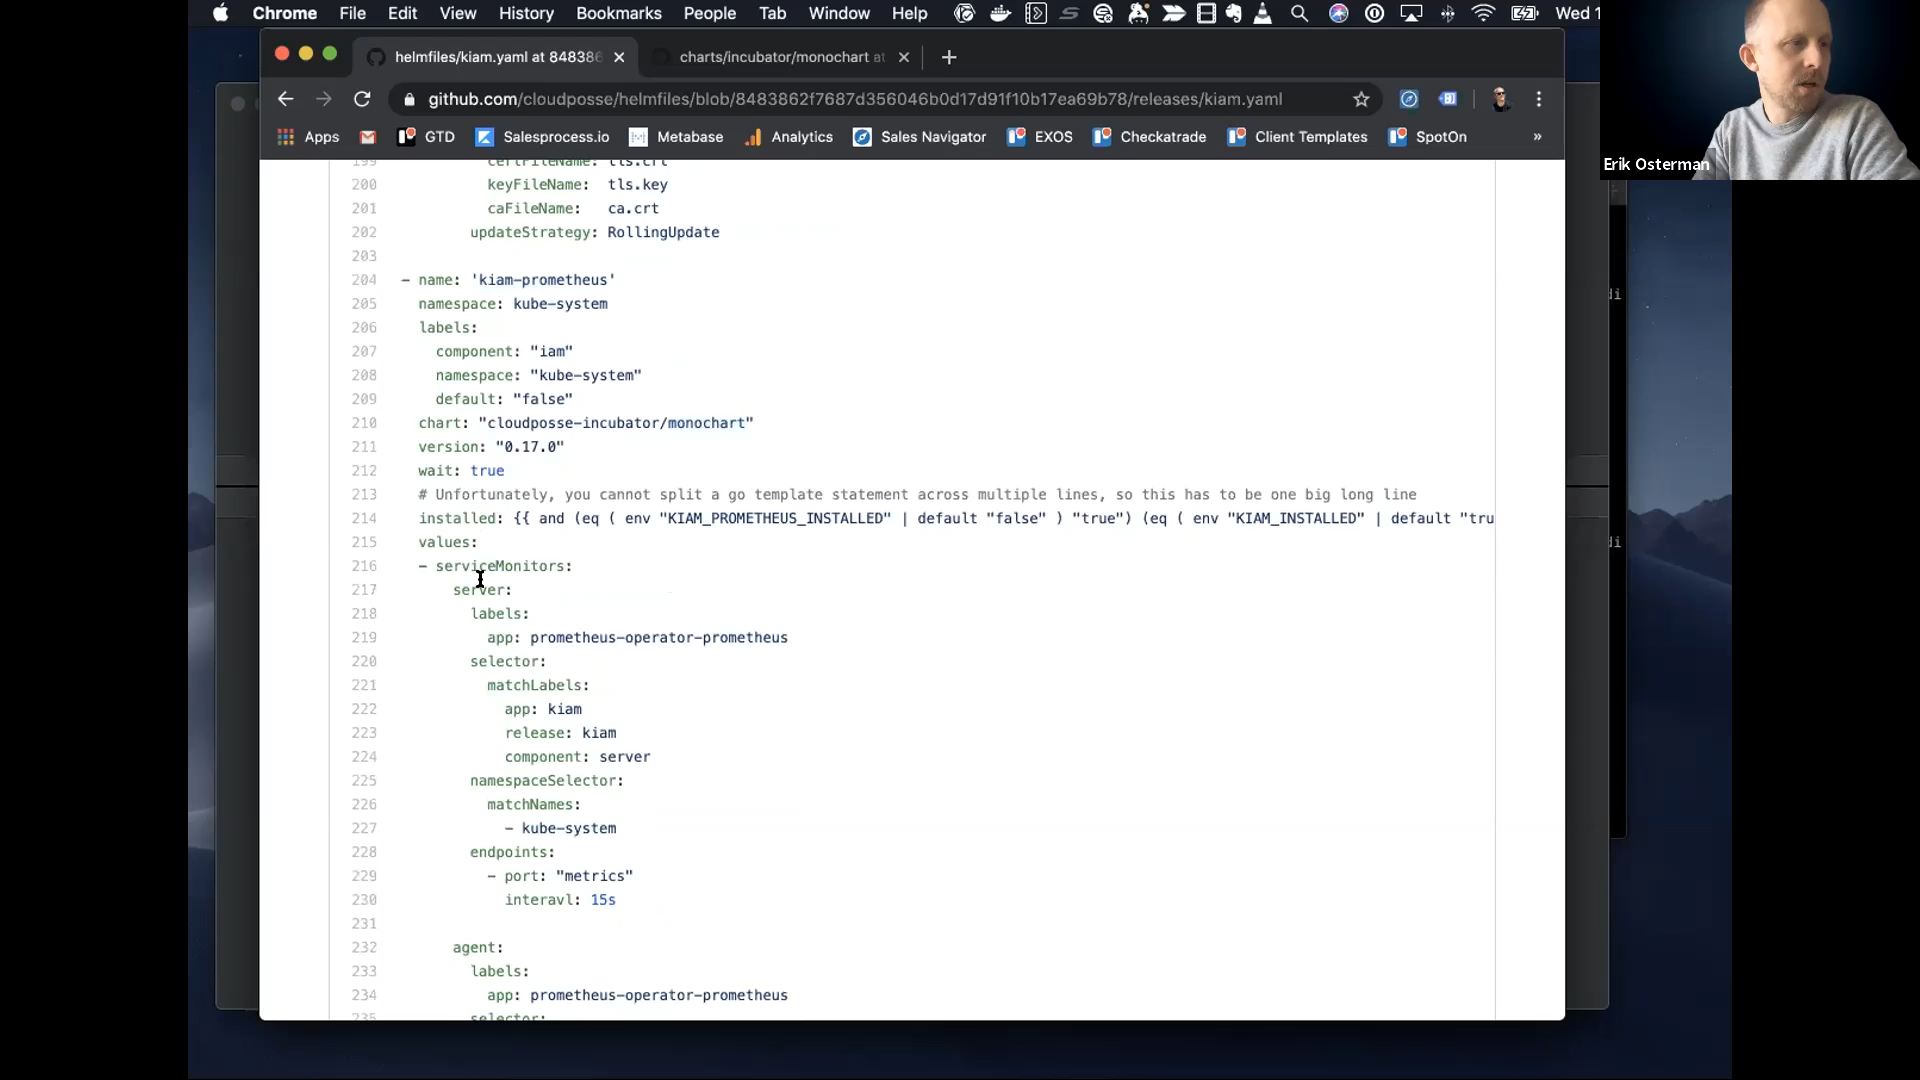 Chrome File Edit View History Bookmarks People Tab Window Help Wed 1
helmfiles/kiam.yaml at 84838 charts/incubator/monochart at
github.com/cloudposse/helmfiles/blob/8483862f7687d356046b0d17d91f10b17ea69b78/releases/kiam.yaml
Apps GTD Salesprocess.io Metabase Analytics Sales Navigator EXOS Checkatrade Client Templates SpotOn »
Erik Osterman
199 certFileName: tls.crt
200 keyFileName: tls.key
201 caFileName: ca.crt
202 updateStrategy: RollingUpdate
203
204 - name: 'kiam-prometheus'
205 namespace: kube-system
206 labels:
207 component: "iam"
208 namespace: "kube-system"
209 default: "false"
210 chart: "cloudposse-incubator/monochart"
211 version: "0.17.0"
212 wait: true
213 # Unfortunately, you cannot split a go template statement across multiple lines, so this has to be one big long line
214 installed: {{ and (eq ( env "KIAM_PROMETHEUS_INSTALLED" | default "false" ) "true") (eq ( env "KIAM_INSTALLED" | default "tru
215 values:
216 - serviceMonitors:
217 server:
218 labels:
219 app: prometheus-operator-prometheus
220 selector:
221 matchLabels:
222 app: kiam
223 release: kiam
224 component: server
225 namespaceSelector:
226 matchNames:
227 - kube-system
228 endpoints:
229 - port: "metrics"
230 interavl: 15s
231
232 agent:
233 labels:
234 app: prometheus-operator-prometheus
235 selector: